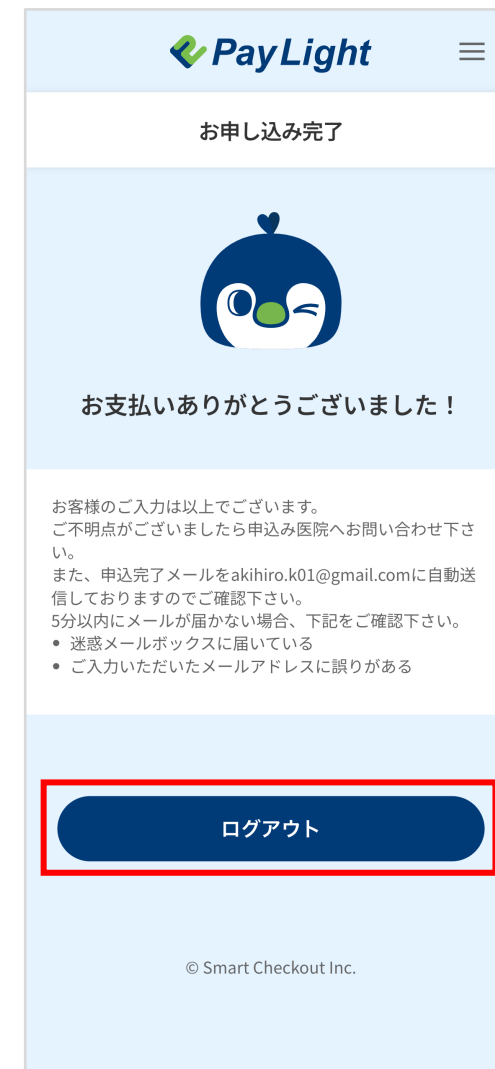 PayLight
お申し込み完了
お支払いありがとうございました！
お客様のご入力は以上でございます。
ご不明点がございましたら申込み医院へお問い合わせ下さ
い。
また、申込完了メールをakihiro.k01@gmail.comに自動送
信しておりますのでご確認下さい。
5分以内にメールが届かない場合、下記をご確認下さい。
• 迷惑メールボックスに届いている
• ご入力いただいたメールアドレスに誤りがある
ログアウト
© Smart Checkout Inc.